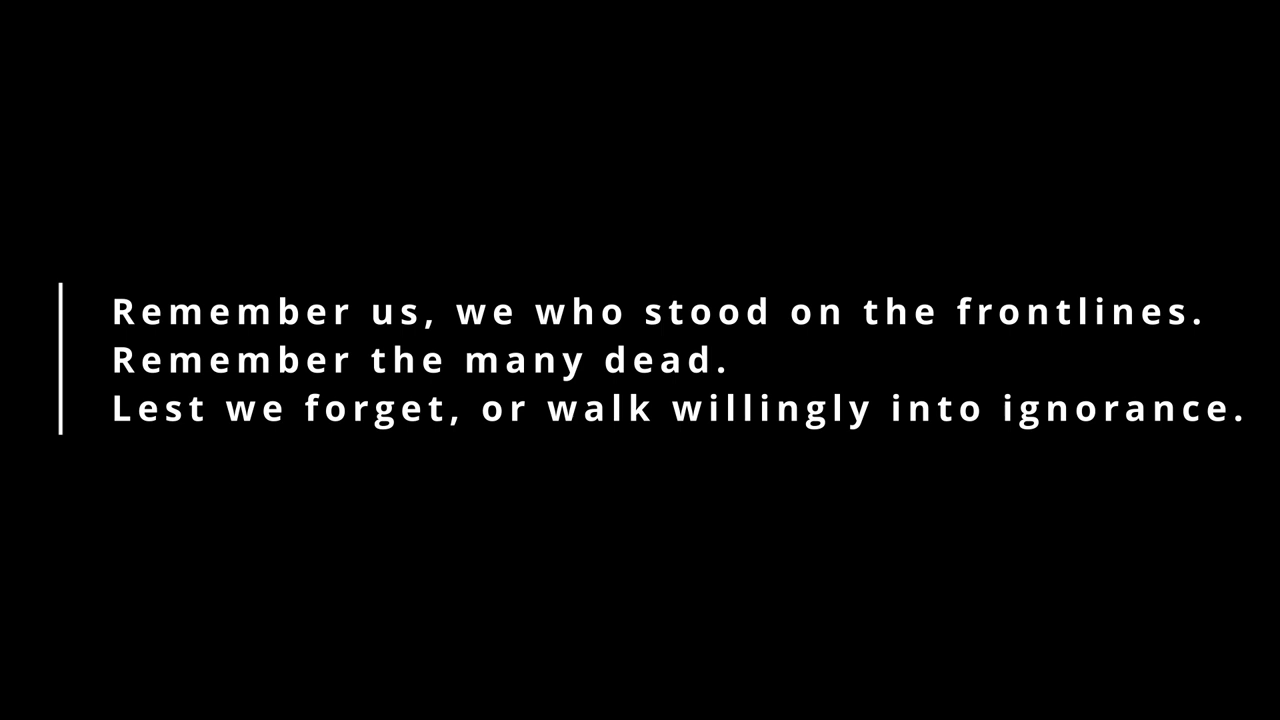 Remember us, we who stood on the frontlines.
Remember the many dead.
Lest we forget, or walk willingly into ignorance.